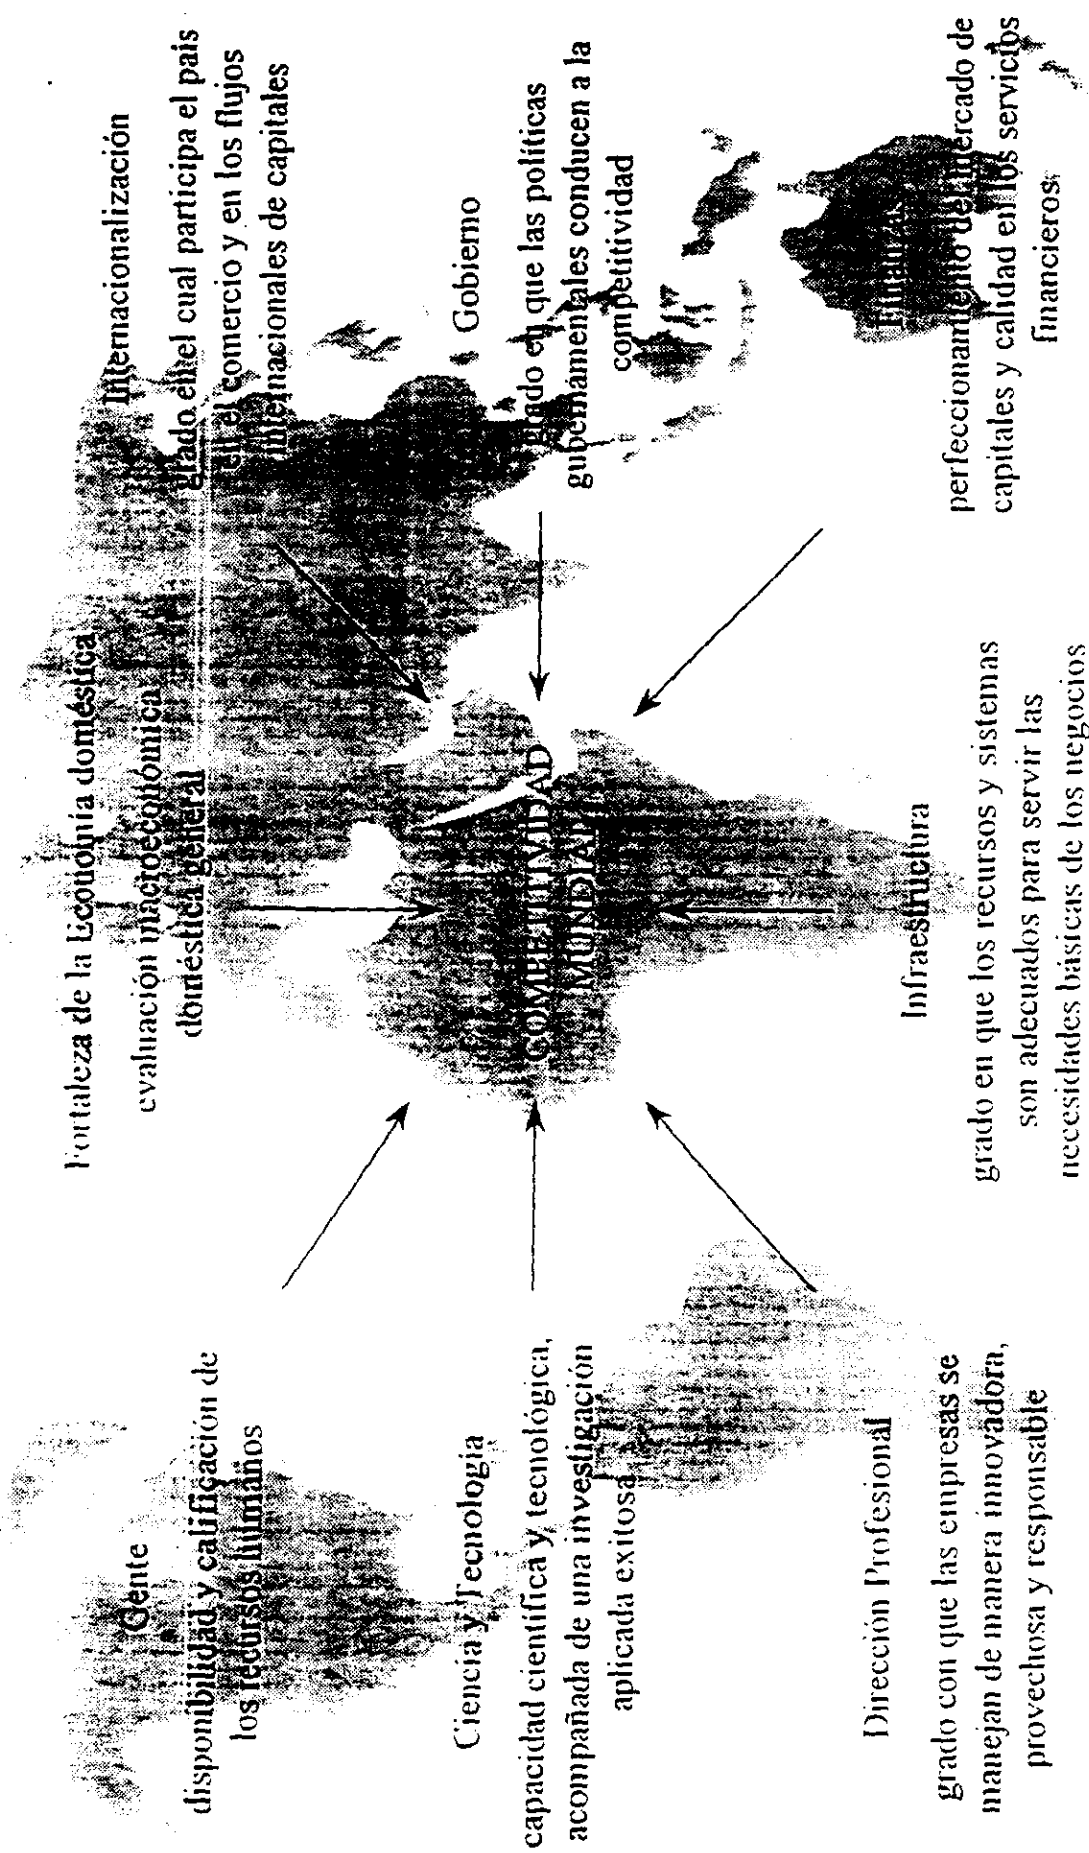 Fortaleza de la Economía doméstica
evaluación macroeconómica
doméstica general
Internacionalización
grado en el cual participa el país
en el comercio y en los flujos
internacionales de capitales
Gente
disponibilidad y calificación de
los recursos humanos
Ciencia y Tecnología
capacidad científica y tecnológica,
acompañada de una investigación
aplicada exitosa
COMPETITIVIDAD
MUNDIAL
Gobierno
grado en que las políticas
gubernamentales conducen a la
competitividad
Dirección Profesional
grado con que las empresas se
manejan de manera innovadora,
provechosa y responsable
Infraestructura
grado en que los recursos y sistemas
son adecuados para servir las
necesidades básicas de los negocios
Finanzas
perfeccionamiento del mercado de
capitales y calidad en los servicios
financieros